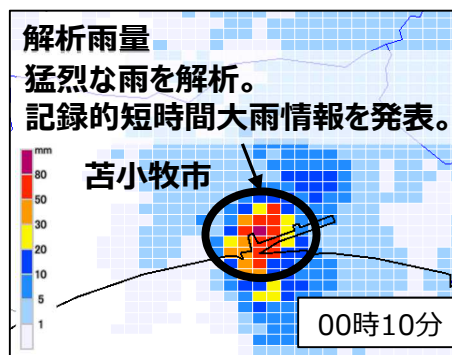 解析雨量
猛烈な雨を解析。
記録的短時間大雨情報を発表。
苫小牧市
mm
80
50
30
20
10
5
1
00時10分